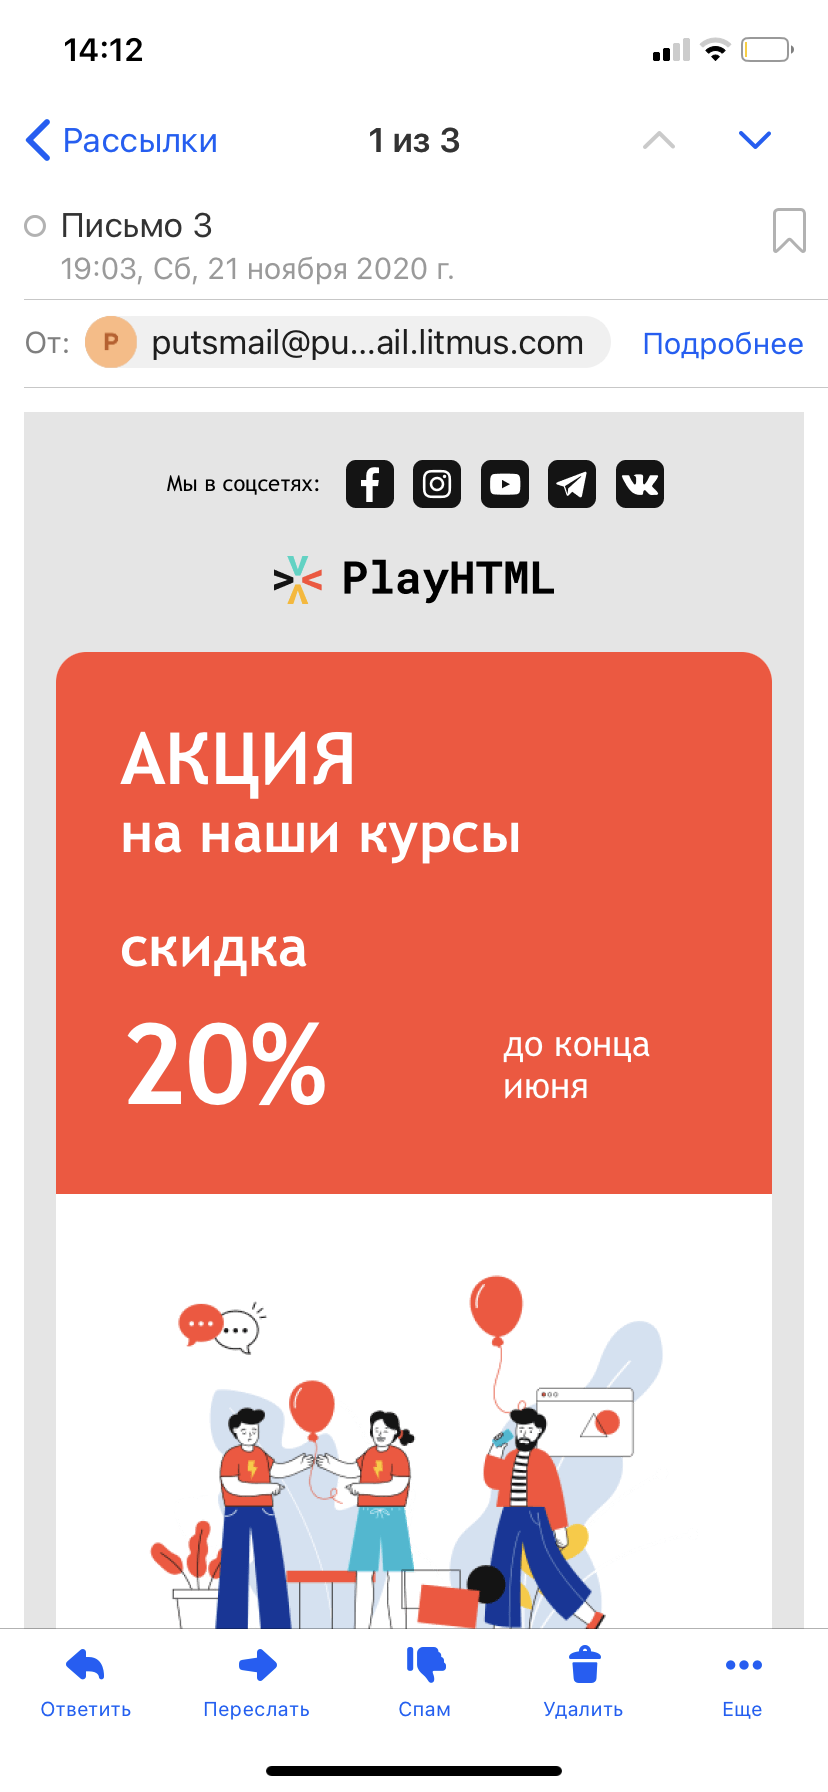 14:12
Рассылки
1 из 3
Письмо 3
19:03, Сб, 21 ноября 2020 г.
От: P putsmail@pu...ail.litmus.com Подробнее
Мы в соцсетях:
PlayHTML
АКЦИЯ
на наши курсы
скидка
20%
до конца
июня
Ответить Переслать Спам Удалить Еще